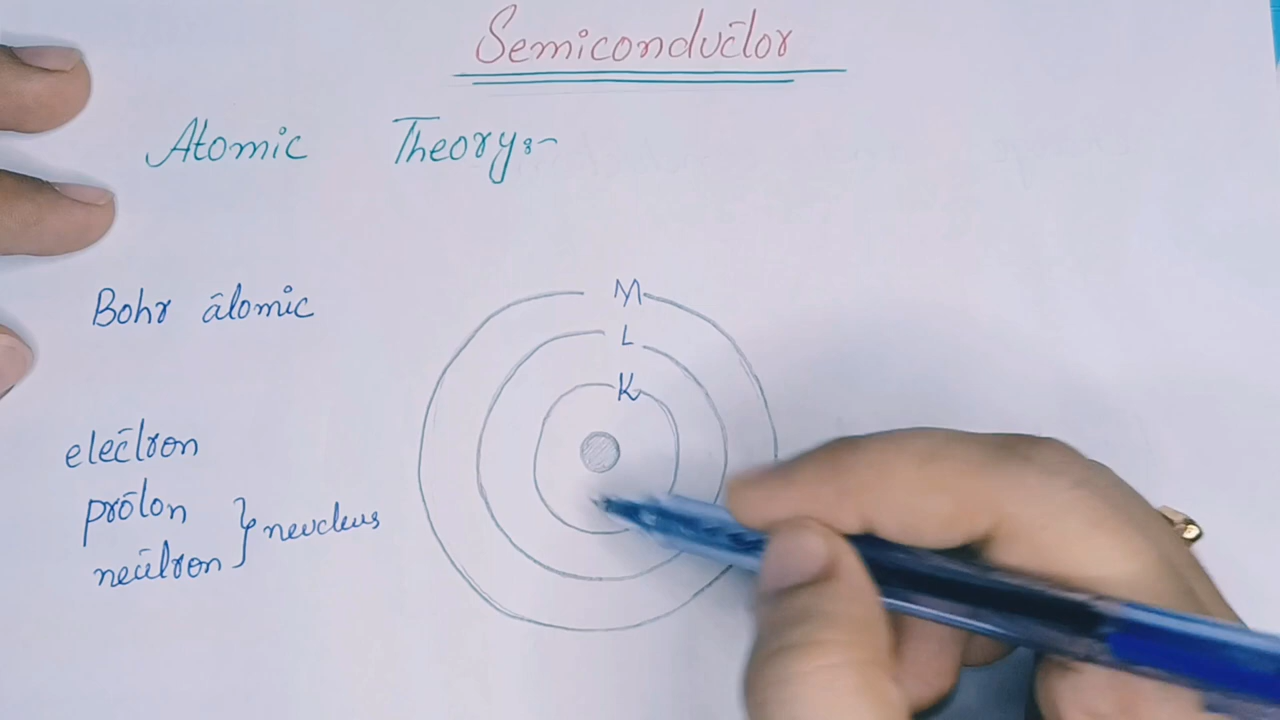 Semiconductor
Atomic Theory:-
Bohr atomic
M
L
K
electron
proton
neutron
neucleus